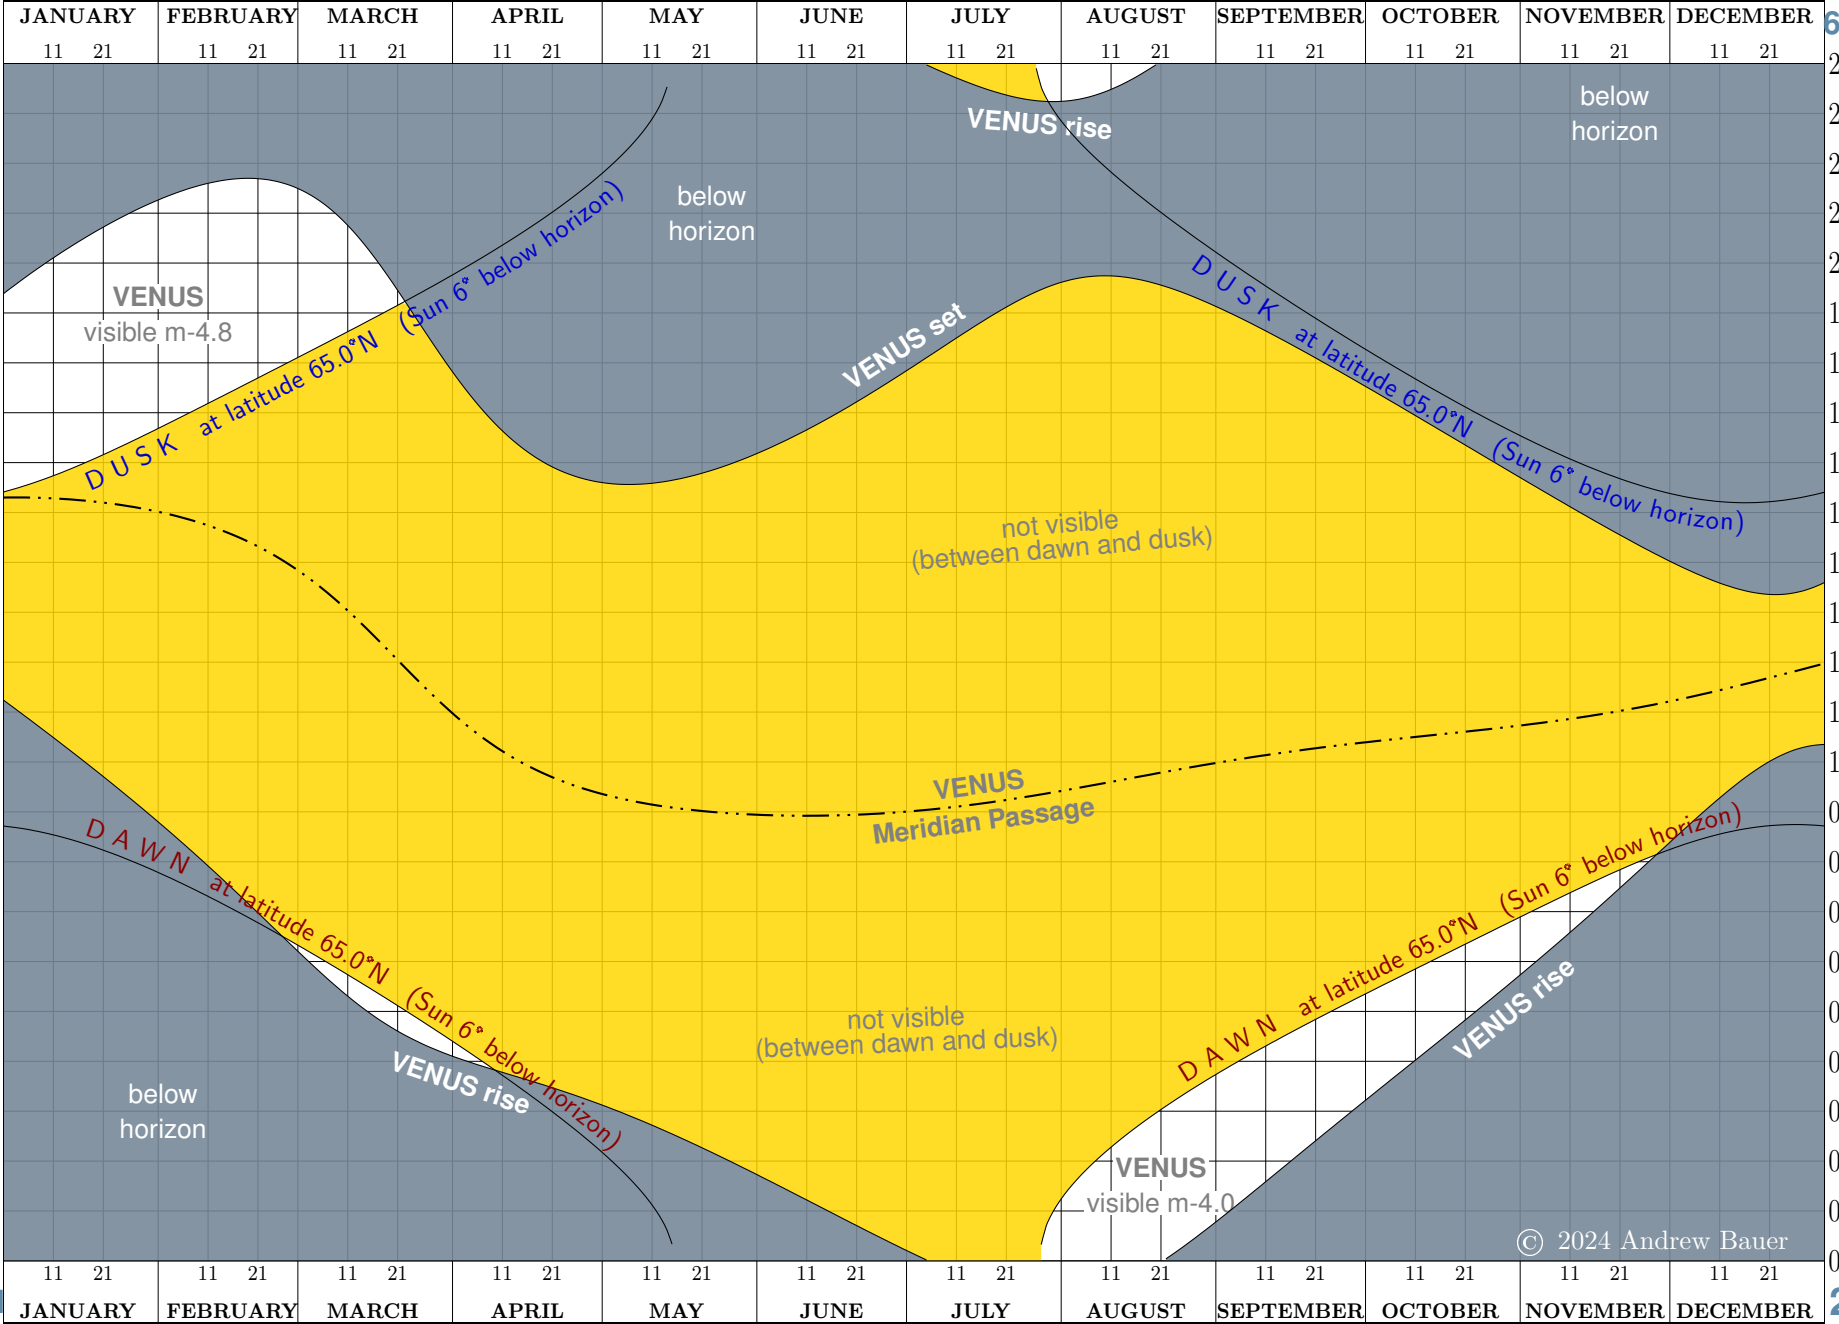 JANUARY FEBRUARY MARCH APRIL MAY JUNE JULY AUGUST SEPTEMBER OCTOBER NOVEMBER DECEMBER
11 21 11 21 11 21 11 21 11 21 11 21 11 21 11 21 11 21 11 21 11 21 11 21
below
horizon
VENUS rise
below
horizon
VENUS
visible m-4.8
VENUS set
DUSK at latitude 65.0°N (Sun 6° below horizon)
DUSK at latitude 65.0°N (Sun 6° below horizon)
not visible
(between dawn and dusk)
VENUS
Meridian Passage
DAWN at latitude 65.0°N (Sun 6° below horizon)
DAWN at latitude 65.0°N (Sun 6° below horizon)
not visible
(between dawn and dusk)
VENUS rise
VENUS rise
below
horizon
VENUS
visible m-4.0
© 2024 Andrew Bauer
11 21 11 21 11 21 11 21 11 21 11 21 11 21 11 21 11 21 11 21 11 21 11 21
JANUARY FEBRUARY MARCH APRIL MAY JUNE JULY AUGUST SEPTEMBER OCTOBER NOVEMBER DECEMBER